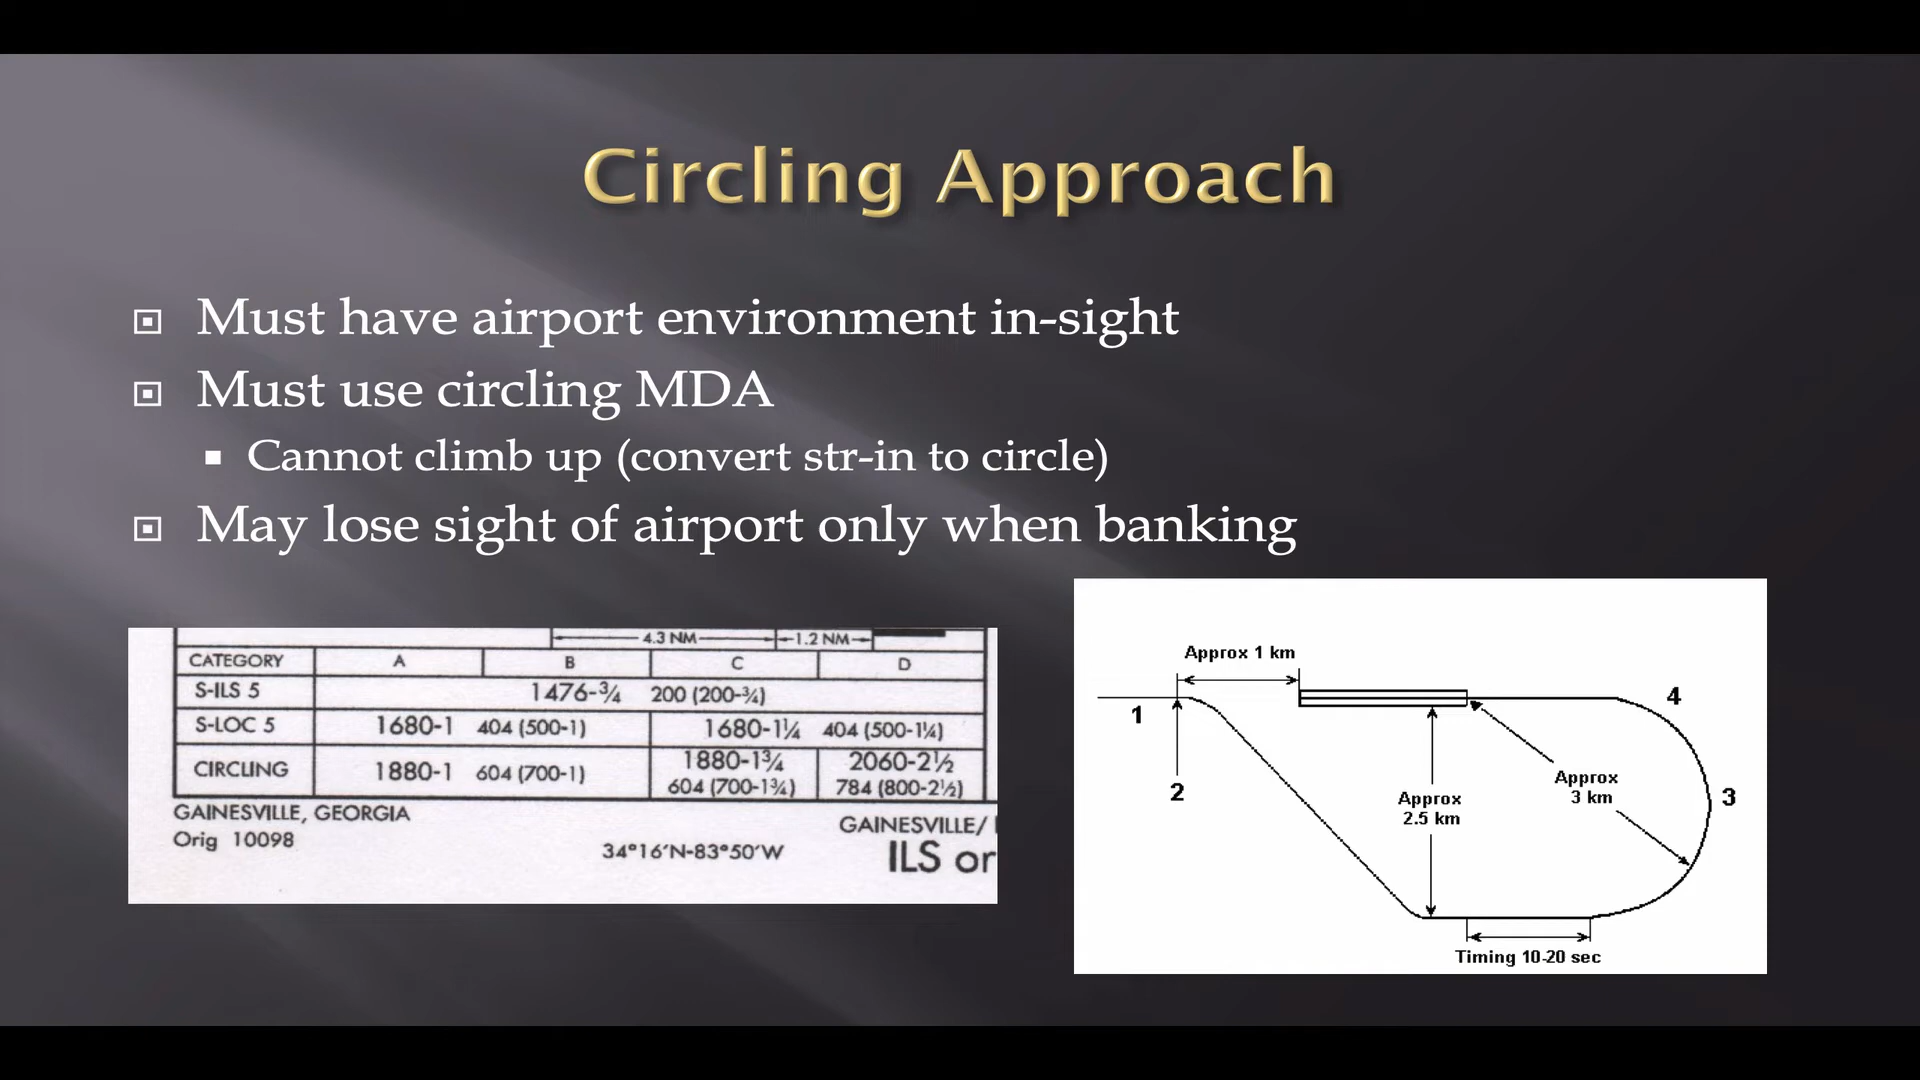 Circling Approach
Must have airport environment in-sight
Must use circling MDA
Cannot climb up (convert str-in to circle)
May lose sight of airport only when banking
4.3 NM 1.2 NM
CATEGORY A B C D
S-ILS 5 1476-¾ 200 (200-¾)
S-LOC 5 1680-1 404 (500-1) 1680-1¼ 404 (500-1¼)
CIRCLING 1880-1 604 (700-1) 1880-1¾ 604 (700-1¾) 2060-2½ 784 (800-2½)
GAINESVILLE, GEORGIA
Orig 10098
34°16'N-83°50'W
GAINESVILLE/
ILS or
Approx 1 km
1
2
4
Approx
3 km
3
Approx
2.5 km
Timing 10-20 sec